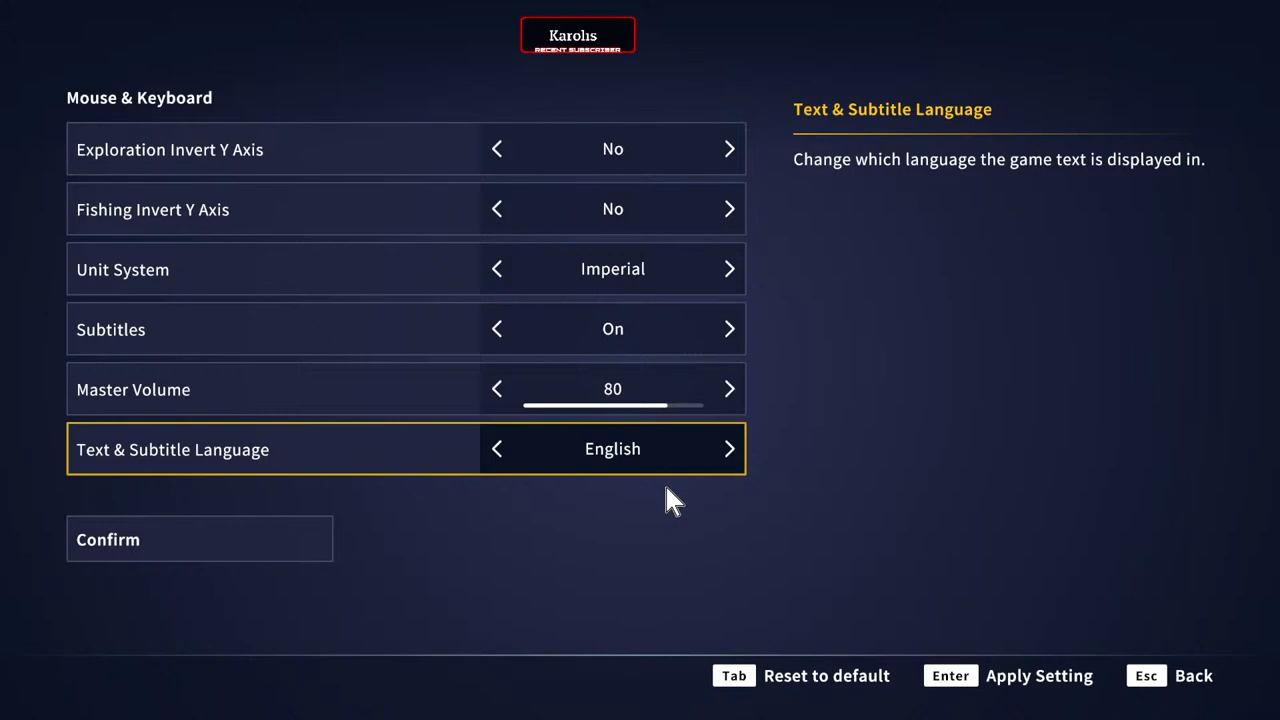 Karolis
RECENT SUBSCRIBER
Mouse & Keyboard
Exploration Invert Y Axis
No
Fishing Invert Y Axis
No
Unit System
Imperial
Subtitles
On
Master Volume
80
Text & Subtitle Language
English
Confirm
Text & Subtitle Language
Change which language the game text is displayed in.
Tab Reset to default Enter Apply Setting Esc Back